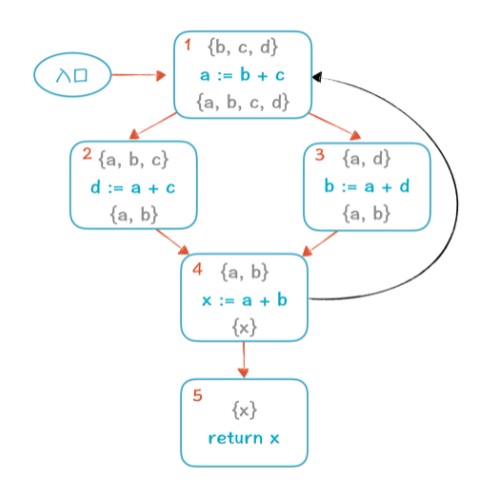 入口
1
{b, c, d}
a := b + c
{a, b, c, d}
2
{a, b, c}
d := a + c
{a, b}
3
{a, d}
b := a + d
{a, b}
4
{a, b}
x := a + b
{x}
5
{x}
return x